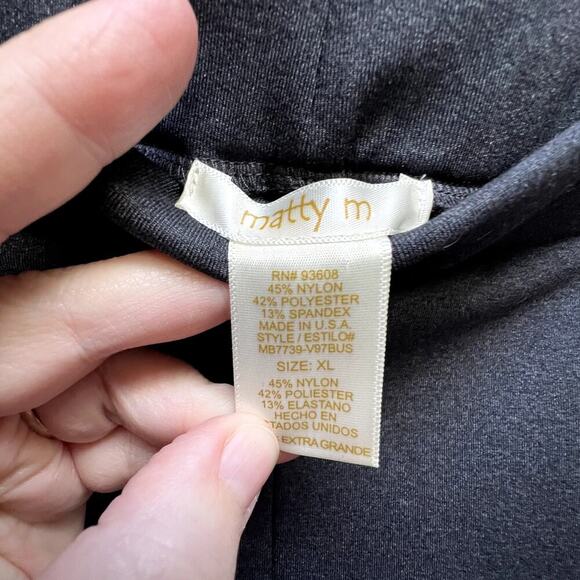 matty m
RN# 93608
45% NYLON
42% POLYESTER
13% SPANDEX
MADE IN U.S.A.
STYLE / ESTILO#
MB7739-V97BUS
SIZE: XL
45% NYLON
42% POLIESTER
13% ELASTANO
HECHO EN
ESTADOS UNIDOS
EXTRA GRANDE